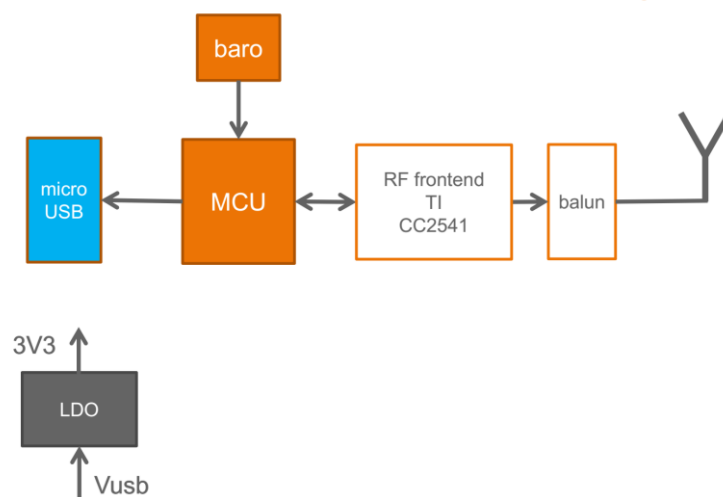 baro
micro
USB
MCU
RF frontend
TI
CC2541
balun
3V3
LDO
Vusb